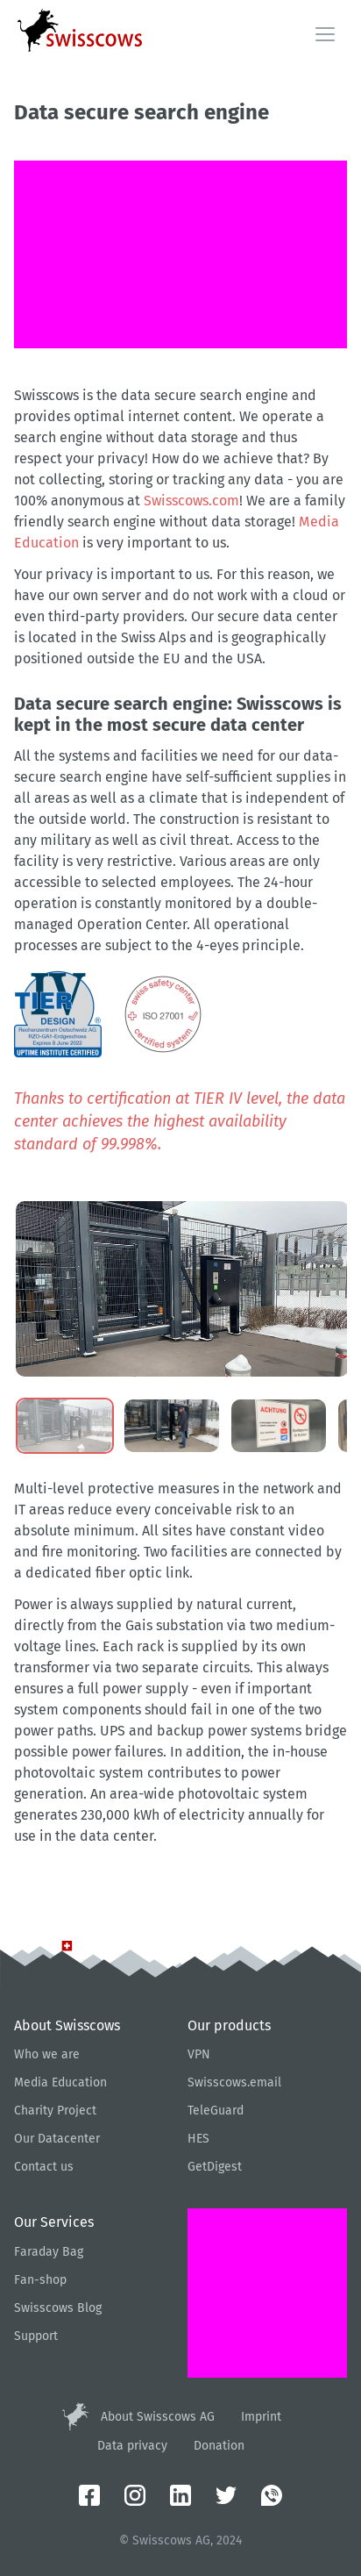 swisscows
Data secure search engine
Swisscows is the data secure search engine and
provides optimal internet content. We operate a
search engine without data storage and thus
respect your privacy! How do we achieve that? By
not collecting, storing or tracking any data - you are
100% anonymous at Swisscows.com! We are a family
friendly search engine without data storage! Media
Education is very important to us.
Your privacy is important to us. For this reason, we
have our own server and do not work with a cloud or
even third-party providers. Our secure data center
is located in the Swiss Alps and is geographically
positioned outside the EU and the USA.
Data secure search engine: Swisscows is
kept in the most secure data center
All the systems and facilities we need for our data-
secure search engine have self-sufficient supplies in
all areas as well as a climate that is independent of
the outside world. The construction is resistant to
any military as well as civil threat. Access to the
facility is very restrictive. Various areas are only
accessible to selected employees. The 24-hour
operation is constantly monitored by a double-
managed Operation Center. All operational
processes are subject to the 4-eyes principle.
TIER IV
DESIGN
Rechenzentrum Ostschweiz AG
RZO-GA1-Erdgeschoss
Expires 8 June 2022
UPTIME INSTITUTE CERTIFIED
swiss safety center
ISO 27001
certified system
Thanks to certification at TIER IV level, the data
center achieves the highest availability
standard of 99.998%.
ACHTUNG
Multi-level protective measures in the network and
IT areas reduce every conceivable risk to an
absolute minimum. All sites have constant video
and fire monitoring. Two facilities are connected by
a dedicated fiber optic link.
Power is always supplied by natural current,
directly from the Gais substation via two medium-
voltage lines. Each rack is supplied by its own
transformer via two separate circuits. This always
ensures a full power supply - even if important
system components should fail in one of the two
power paths. UPS and backup power systems bridge
possible power failures. In addition, the in-house
photovoltaic system contributes to power
generation. An area-wide photovoltaic system
generates 230,000 kWh of electricity annually for
use in the data center.
About Swisscows
Who we are
Media Education
Charity Project
Our Datacenter
Contact us
Our products
VPN
Swisscows.email
TeleGuard
HES
GetDigest
Our Services
Faraday Bag
Fan-shop
Swisscows Blog
Support
About Swisscows AG Imprint
Data privacy Donation
© Swisscows AG, 2024